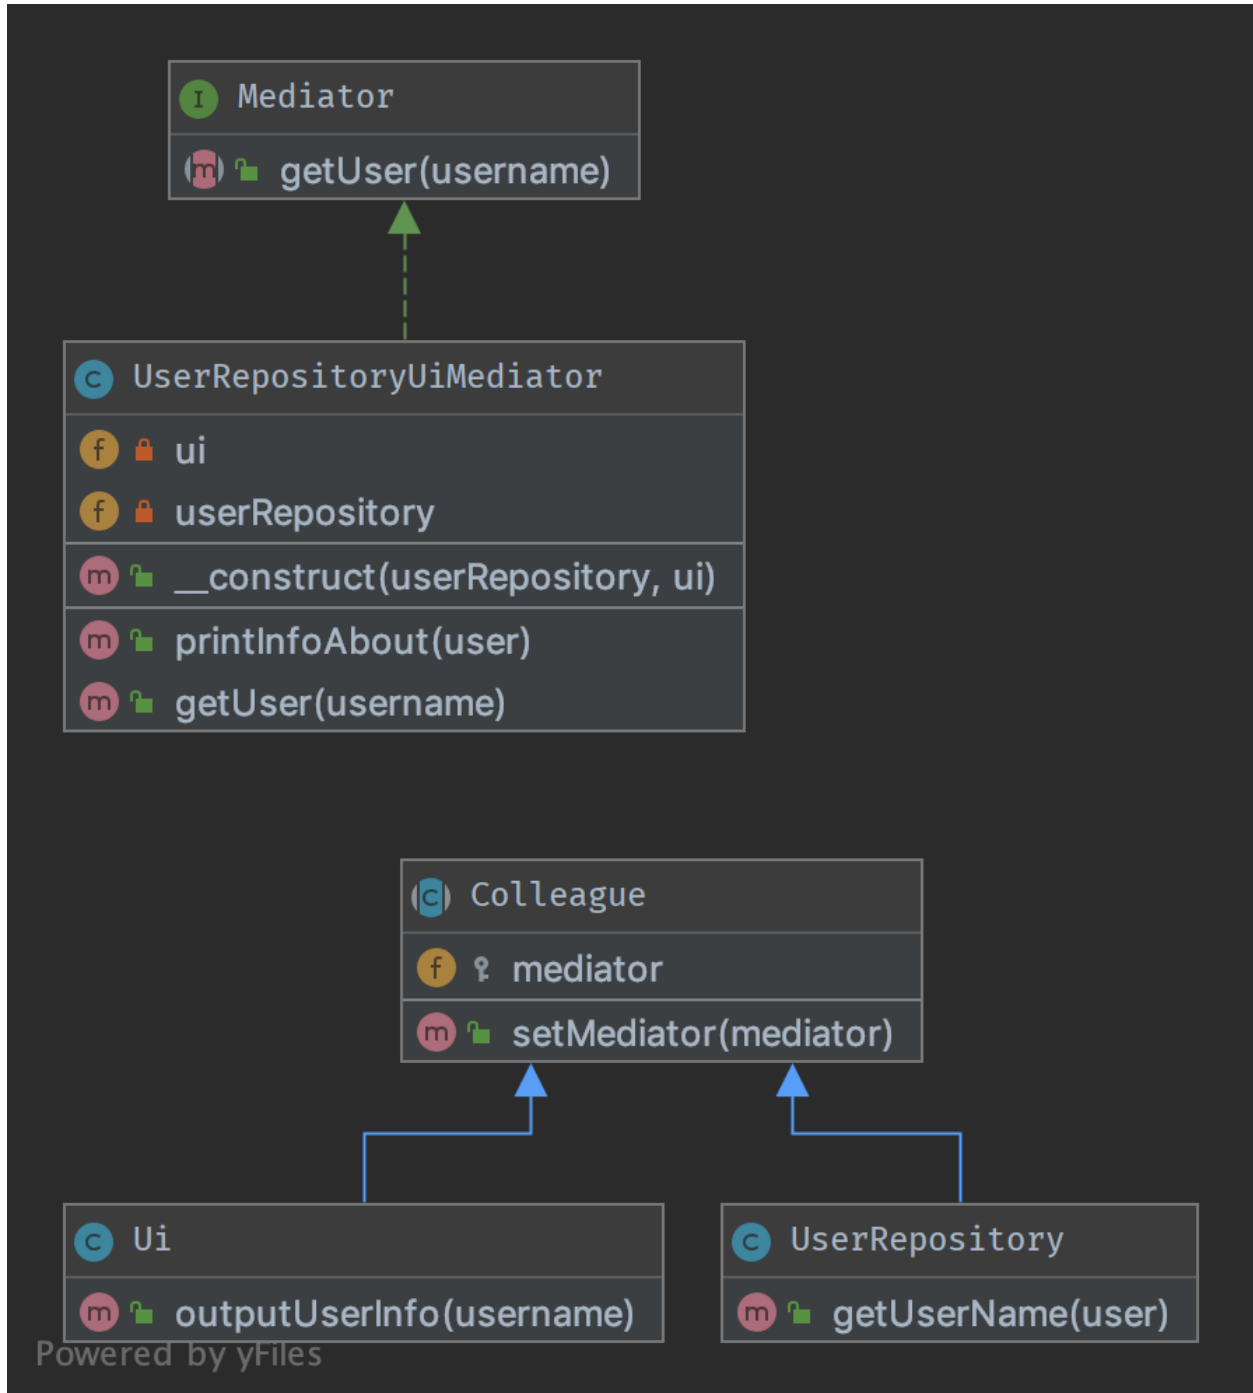 I Mediator
m getUser(username)
C UserRepositoryUiMediator
f ui
f userRepository
m __construct(userRepository, ui)
m printInfoAbout(user)
m getUser(username)
C Colleague
f mediator
m setMediator(mediator)
C Ui
m outputUserInfo(username)
C UserRepository
m getUserName(user)
Powered by yFiles